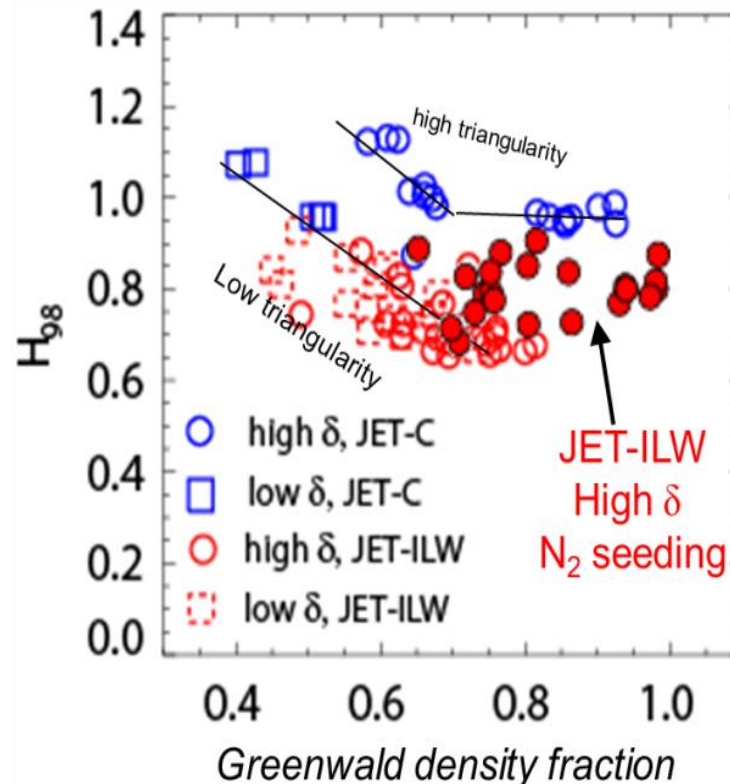 1.4
1.2
1.0
0.8
0.6
0.4
0.2
0.0
H98
high triangularity
Low triangularity
high δ, JET-C
low δ, JET-C
high δ, JET-ILW
low δ, JET-ILW
JET-ILW
High δ
N2 seeding
0.4 0.6 0.8 1.0
Greenwald density fraction